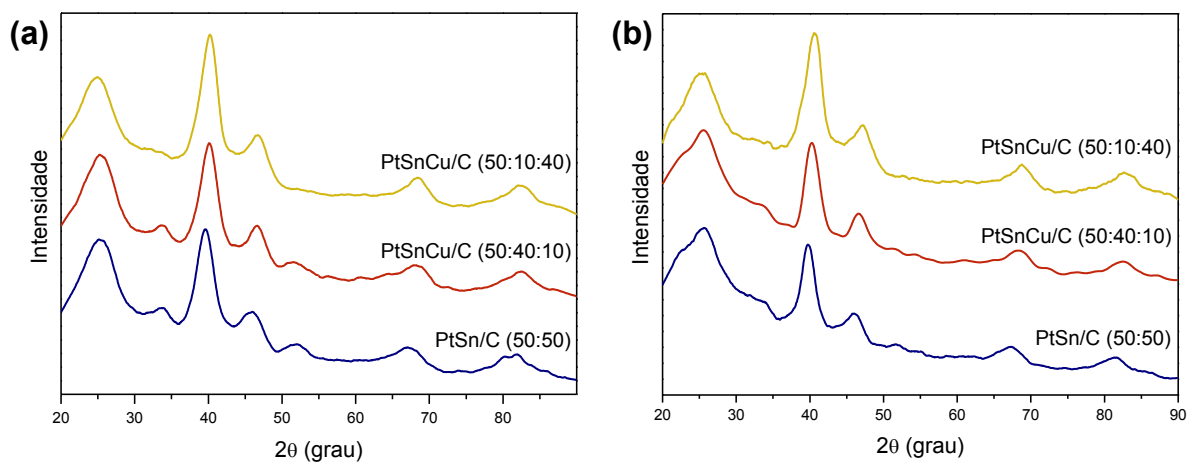 (a)
Intensidade
PtSnCu/C (50:10:40)
PtSnCu/C (50:40:10)
PtSn/C (50:50)
20 30 40 50 60 70 80
2θ (grau)
(b)
Intensidade
PtSnCu/C (50:10:40)
PtSnCu/C (50:40:10)
PtSn/C (50:50)
20 30 40 50 60 70 80 90
2θ (grau)